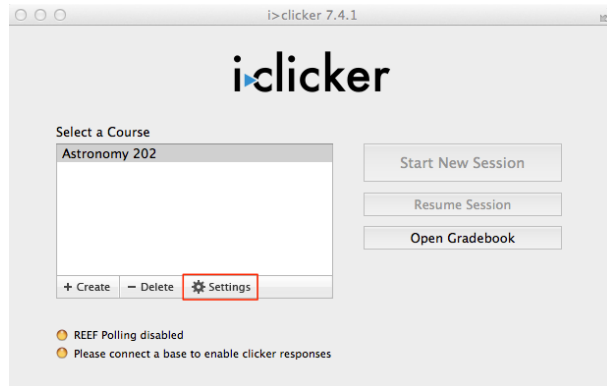 i>clicker 7.4.1
i▸clicker
Select a Course
Astronomy 202
Start New Session
Resume Session
Open Gradebook
+ Create − Delete Settings
REEF Polling disabled
Please connect a base to enable clicker responses